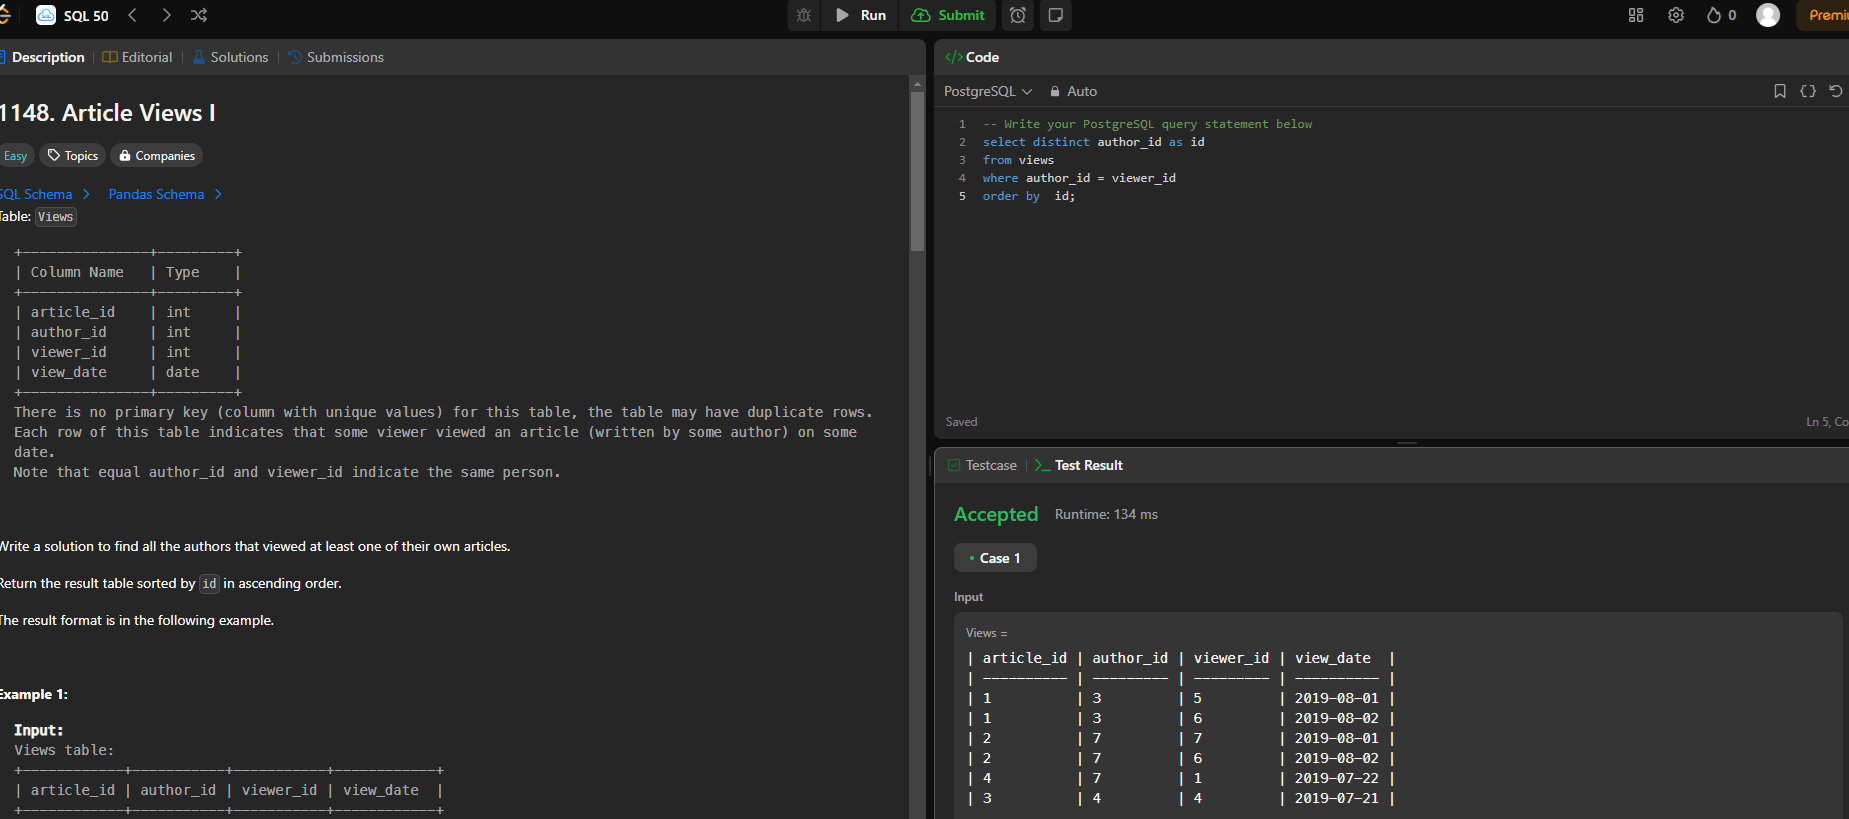 SQL 50
Run
Submit
0
Description
Editorial
Solutions
Submissions
1148. Article Views I
Easy
Topics
Companies
SQL Schema
Pandas Schema
Table: Views
+---------------+---------+
| Column Name   | Type    |
+---------------+---------+
| article_id    | int     |
| author_id     | int     |
| viewer_id     | int     |
| view_date     | date    |
+---------------+---------+
There is no primary key (column with unique values) for this table, the table may have duplicate rows.
Each row of this table indicates that some viewer viewed an article (written by some author) on some
date.
Note that equal author_id and viewer_id indicate the same person.
Write a solution to find all the authors that viewed at least one of their own articles.
Return the result table sorted by id in ascending order.
The result format is in the following example.
Example 1:
Input:
Views table:
+------------+-----------+-----------+------------+
| article_id | author_id | viewer_id | view_date  |
+------------+-----------+-----------+------------+
</> Code
PostgreSQL
Auto
1 -- Write your PostgreSQL query statement below
2 select distinct author_id as id
3 from views
4 where author_id = viewer_id
5 order by  id;
Saved
Ln 5, Co
Testcase
>_ Test Result
Accepted
Runtime: 134 ms
• Case 1
Input
Views =
| article_id | author_id | viewer_id | view_date  |
| ---------- | --------- | --------- | ---------- |
| 1          | 3         | 5         | 2019-08-01 |
| 1          | 3         | 6         | 2019-08-02 |
| 2          | 7         | 7         | 2019-08-01 |
| 2          | 7         | 6         | 2019-08-02 |
| 4          | 7         | 1         | 2019-07-22 |
| 3          | 4         | 4         | 2019-07-21 |